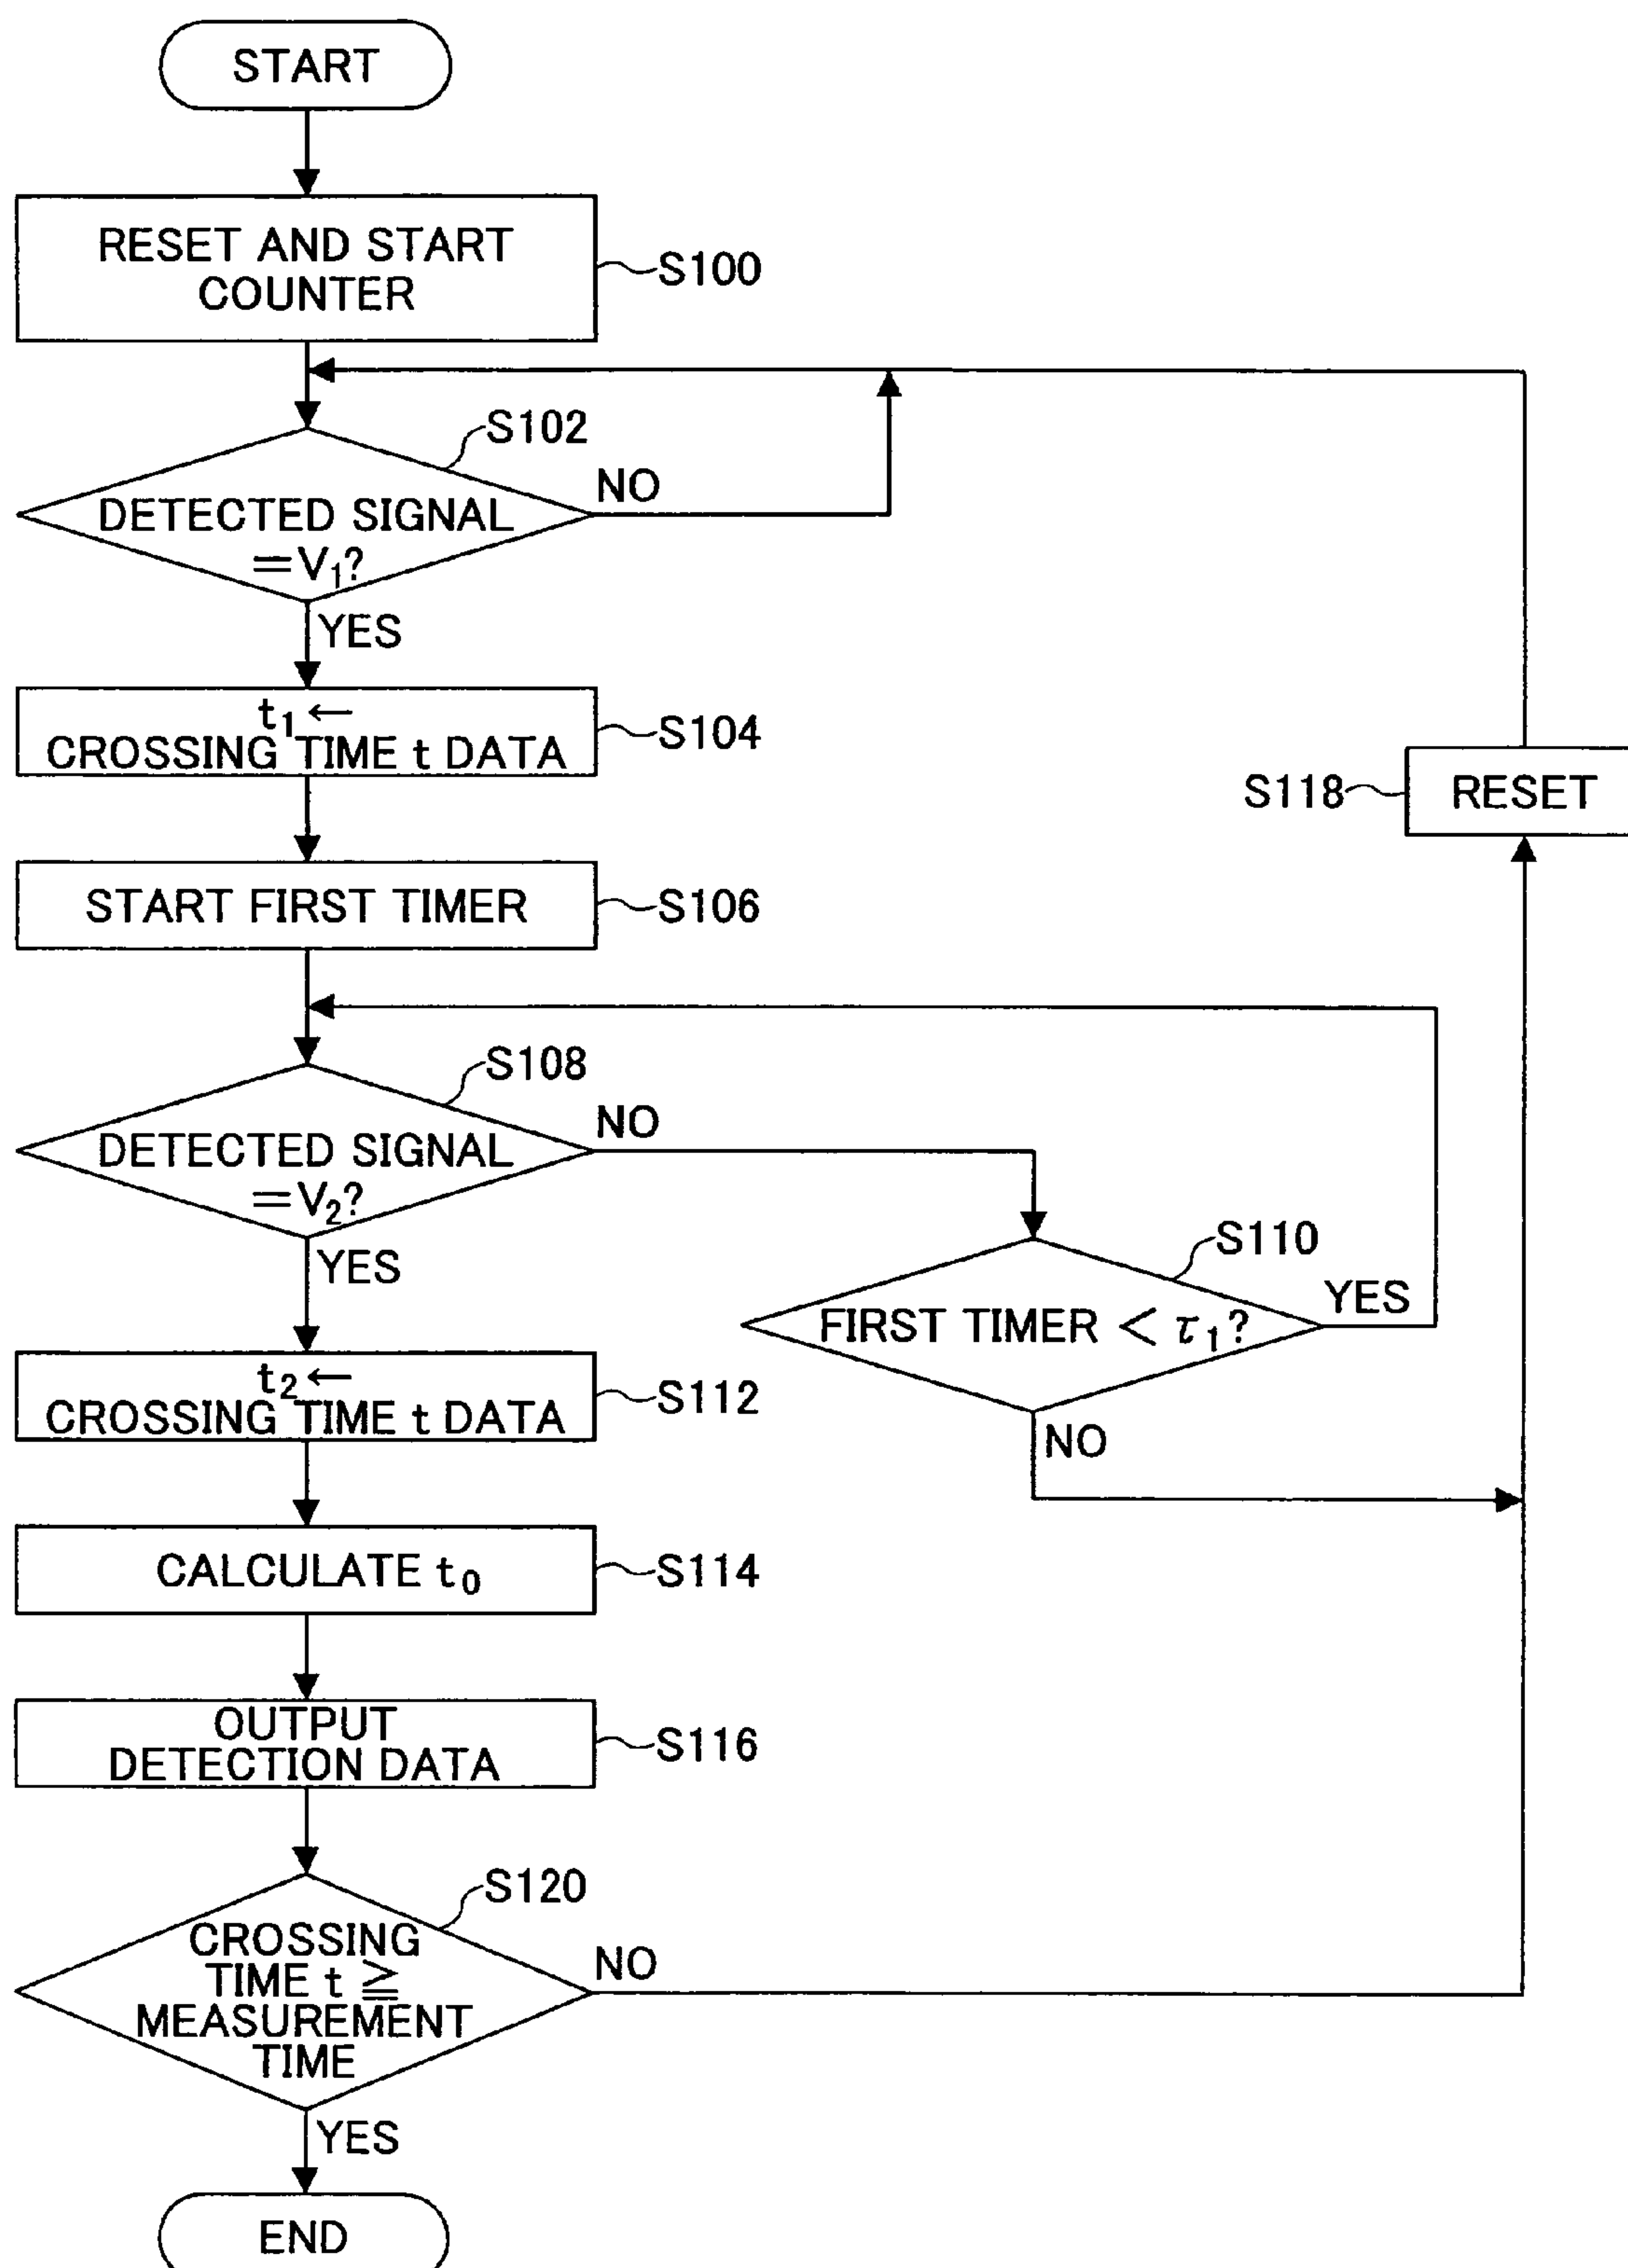 START
RESET AND START
COUNTER
S100
S102
DETECTED SIGNAL
=V₁?
NO
YES
t₁ ←
CROSSING TIME t DATA
S104
S118
RESET
START FIRST TIMER
S106
S108
DETECTED SIGNAL
=V₂?
NO
YES
S110
FIRST TIMER < τ₁?
YES
NO
t₂ ←
CROSSING TIME t DATA
S112
CALCULATE t₀
S114
OUTPUT
DETECTION DATA
S116
S120
CROSSING
TIME t ≧
MEASUREMENT
TIME
NO
YES
END